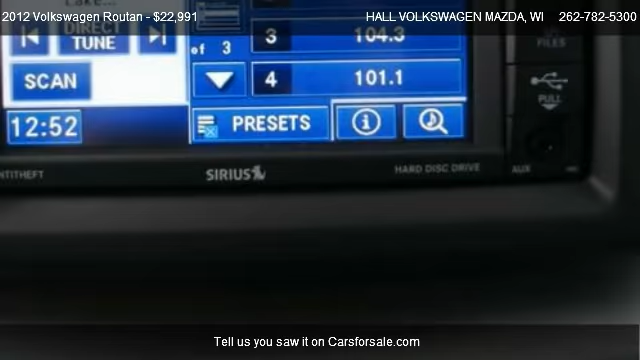 2012 Volkswagen Routan - $22,991 HALL VOLKSWAGEN MAZDA, WI 262-782-5300
DIRECT
TUNE
of 3
3 104.3
FILES
SCAN
4 101.1
PULL
12:52
PRESETS
ANTITHEFT
SIRIUS
HARD DISC DRIVE
AUX
Tell us you saw it on Carsforsale.com